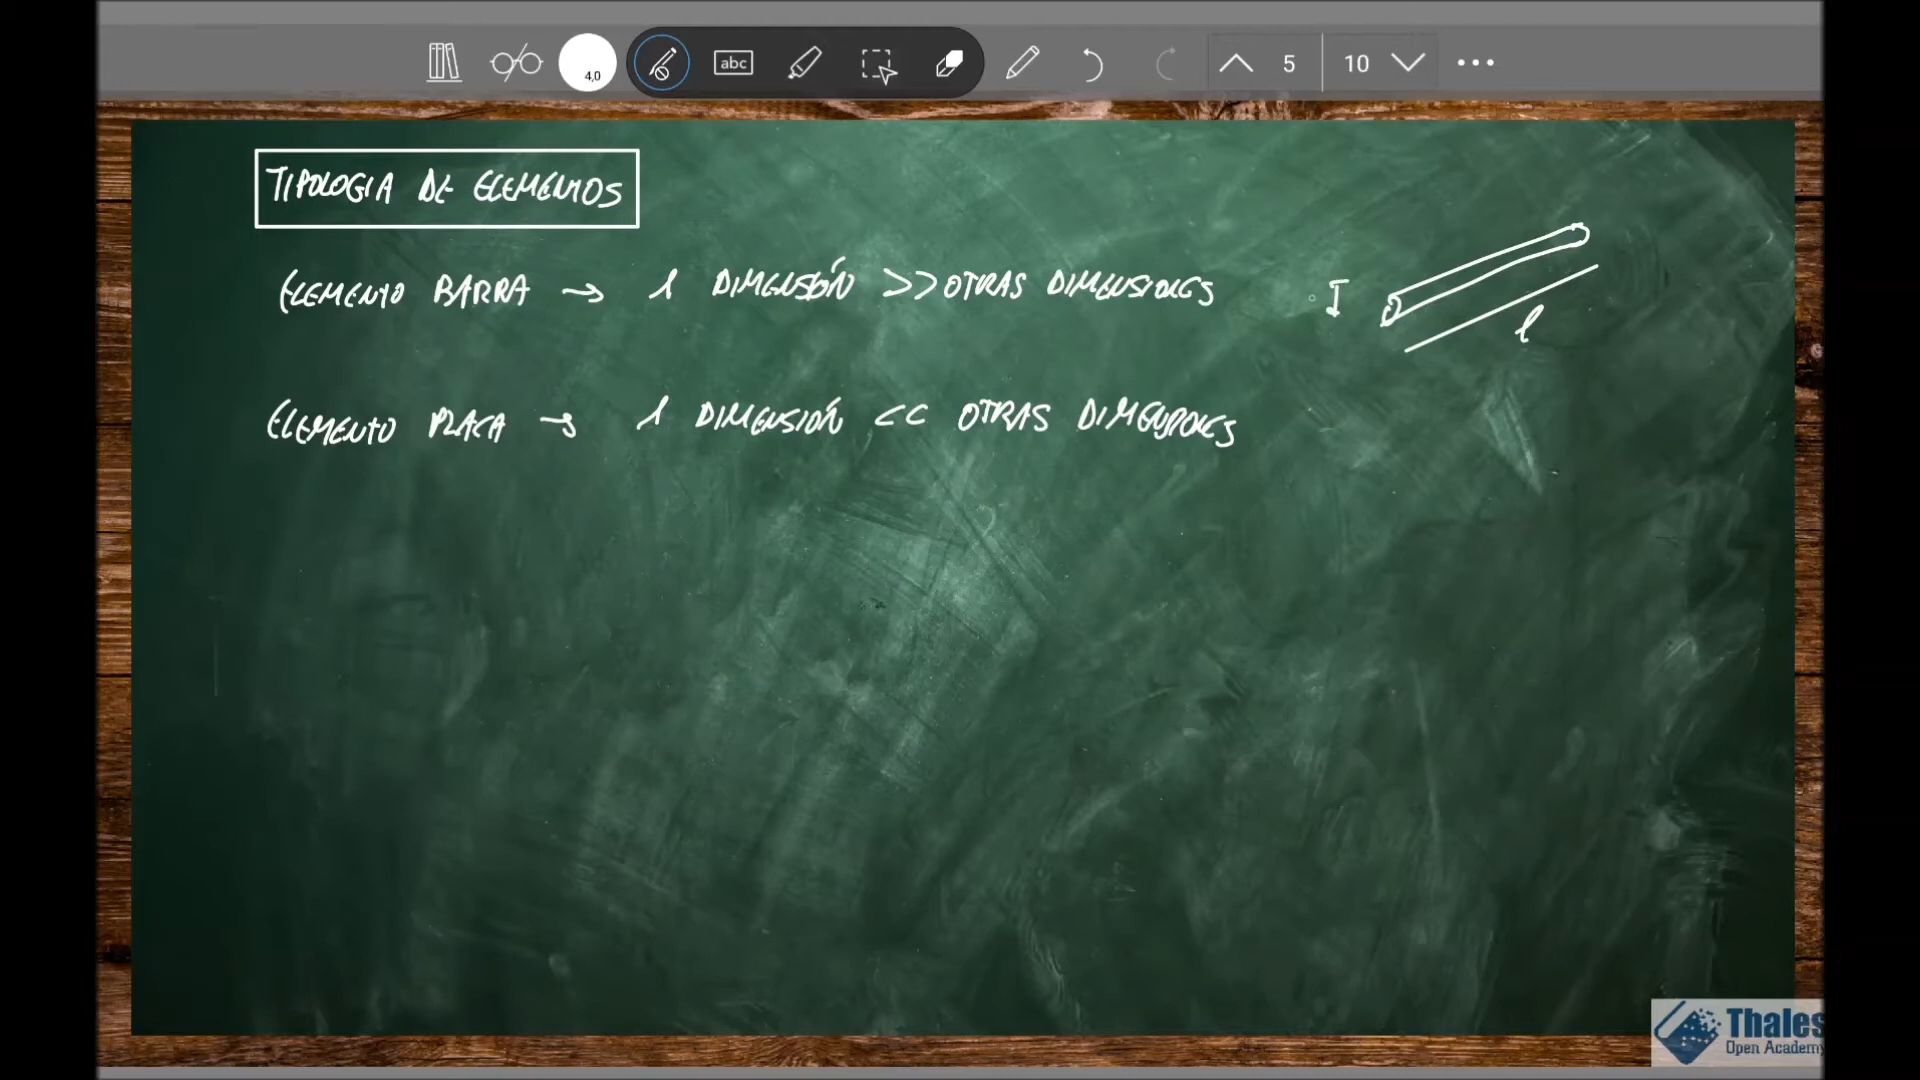 4,0
abc
5
10
TIPOLOGIA DE ELEMENTOS
ELEMENTO BARRA → 1 DIMENSIÓN >> OTRAS DIMENSIONES
I
l
ELEMENTO PLACA → 1 DIMENSIÓN << OTRAS DIMENSIONES
Thales
Open Academy